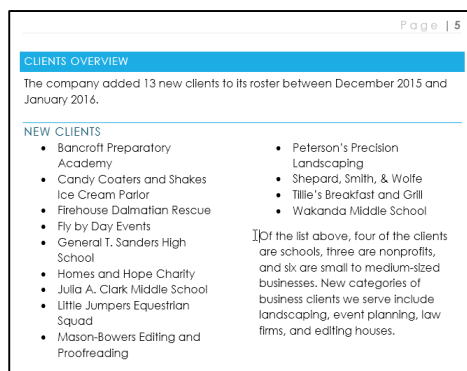 Page | 5
CLIENTS OVERVIEW
The company added 13 new clients to its roster between December 2015 and
January 2016.
NEW CLIENTS
• Bancroft Preparatory
Academy
• Candy Coaters and Shakes
Ice Cream Parlor
• Firehouse Dalmatian Rescue
• Fly by Day Events
• General T. Sanders High
School
• Homes and Hope Charity
• Julia A. Clark Middle School
• Little Jumpers Equestrian
Squad
• Mason-Bowers Editing and
Proofreading
• Peterson's Precision
Landscaping
• Shepard, Smith, & Wolfe
• Tillie's Breakfast and Grill
• Wakanda Middle School
Of the list above, four of the clients
are schools, three are nonprofits,
and six are small to medium-sized
businesses. New categories of
business clients we serve include
landscaping, event planning, law
firms, and editing houses.